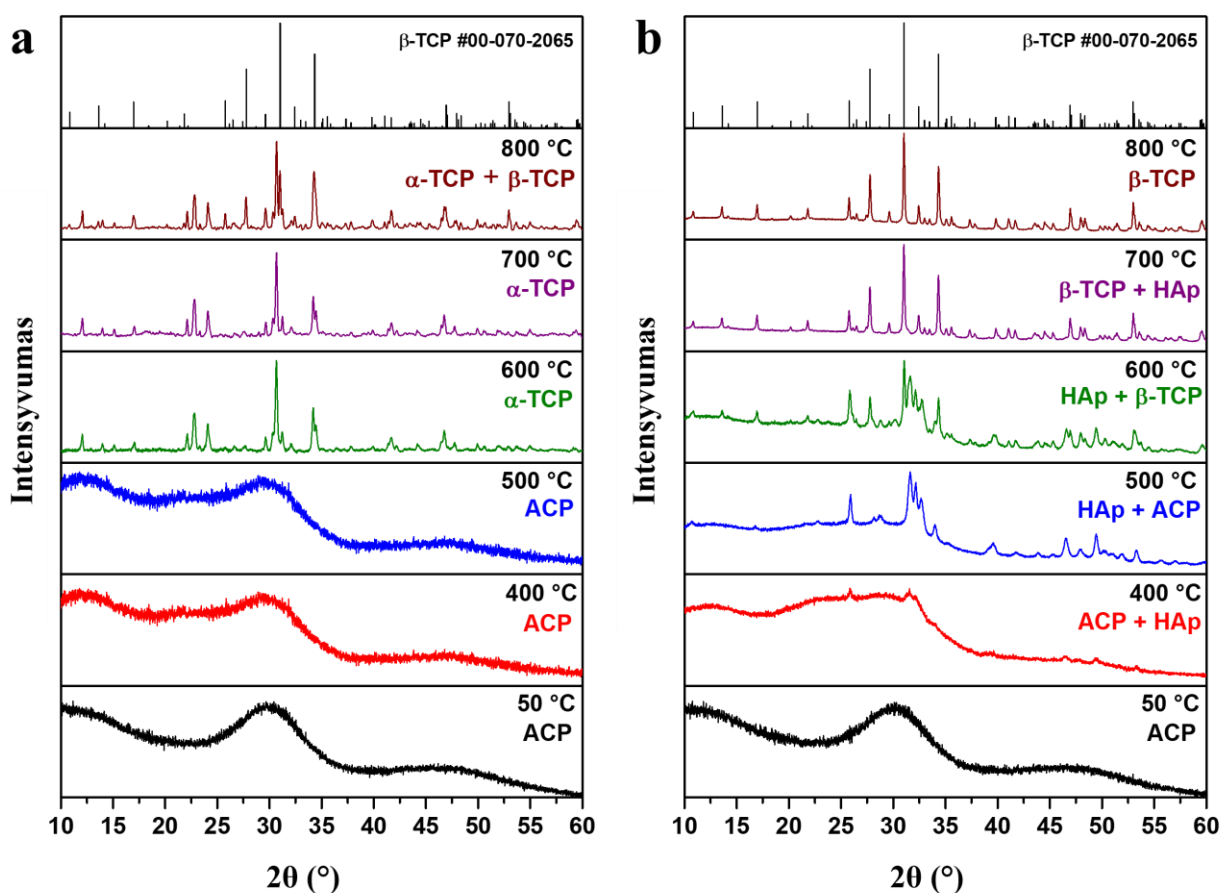 a
β-TCP #00-070-2065
800 °C
α-TCP + β-TCP
700 °C
α-TCP
600 °C
α-TCP
500 °C
ACP
400 °C
ACP
50 °C
ACP
Intensyvumas
10 15 20 25 30 35 40 45 50 55 60
2θ (°)
b
β-TCP #00-070-2065
800 °C
β-TCP
700 °C
β-TCP + HAp
600 °C
HAp + β-TCP
500 °C
HAp + ACP
400 °C
ACP + HAp
50 °C
ACP
Intensyvumas
10 15 20 25 30 35 40 45 50 55 60
2θ (°)